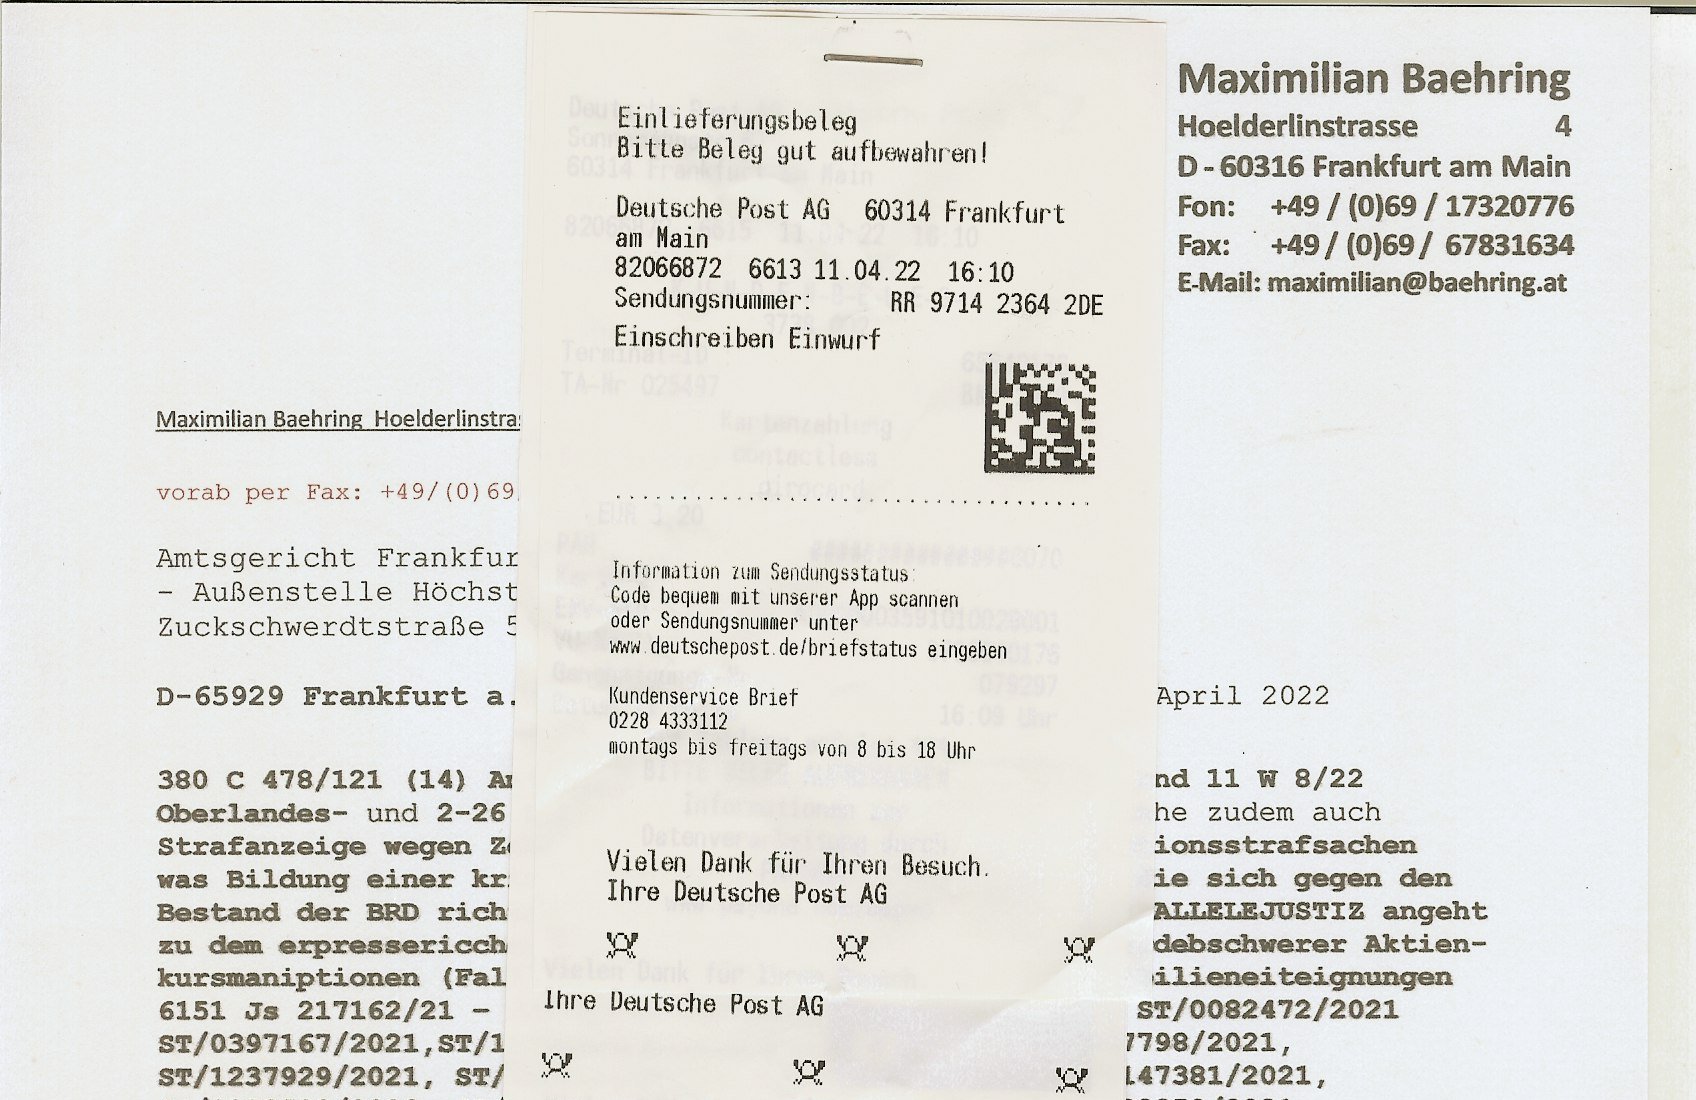 Maximilian Baehring
Hoelderlinstrasse 4
D - 60316 Frankfurt am Main
Fon: +49 / (0)69 / 17320776
Fax: +49 / (0)69 / 67831634
E-Mail: maximilian@baehring.at
Einlieferungsbeleg
Bitte Beleg gut aufbewahren!
Deutsche Post AG 60314 Frankfurt
am Main
82066872 6613 11.04.22 16:10
Sendungsnummer: RR 9714 2364 2DE
Einschreiben Einwurf
Information zum Sendungsstatus:
Code bequem mit unserer App scannen
oder Sendungsnummer unter
www.deutschepost.de/briefstatus eingeben
Kundenservice Brief
0228 4333112
montags bis freitags von 8 bis 18 Uhr
Vielen Dank für Ihren Besuch.
Ihre Deutsche Post AG
Ihre Deutsche Post AG
Maximilian Baehring Hoelderlinstra
vorab per Fax: +49/(0)69
Amtsgericht Frankfur
- Außenstelle Höchst
Zuckschwerdtstraße 5
D-65929 Frankfurt a.
April 2022
380 C 478/121 (14) A nd 11 W 8/22
Oberlandes- und 2-26 he zudem auch
Strafanzeige wegen Z ionsstrafsachen
was Bildung einer kr ie sich gegen den
Bestand der BRD rich ALLELEJUSTIZ angeht
zu dem erpressericch debschwerer Aktien-
kursmaniptionen (Fal ilieneiteignungen
6151 Js 217162/21 - ST/0082472/2021
ST/0397167/2021,ST/1 7798/2021,
ST/1237929/2021, ST/ 147381/2021,